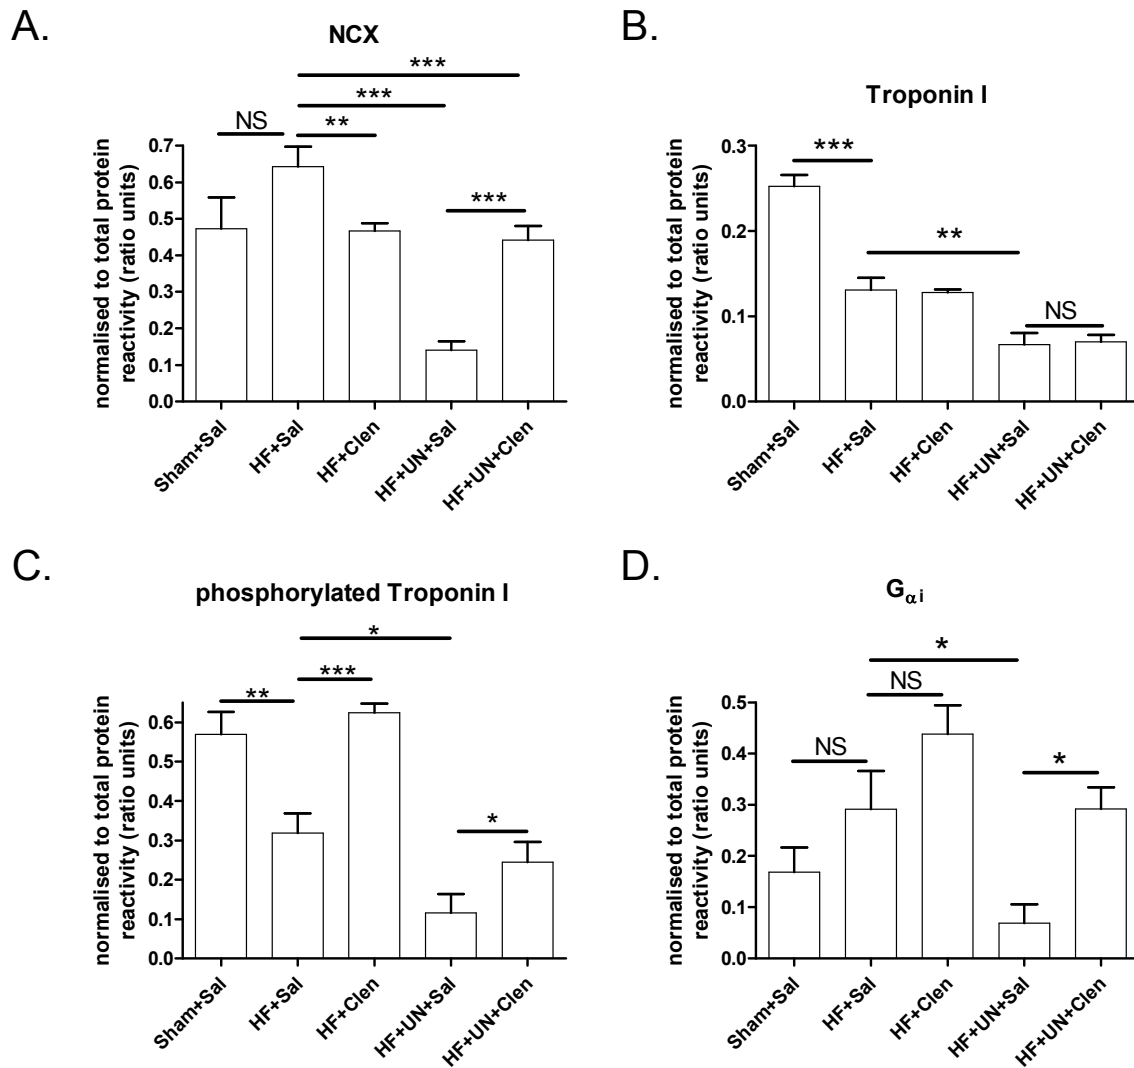 A.
NCX
***
***
NS
**
***
normalised to total protein
reactivity (ratio units)
0.7
0.6
0.5
0.4
0.3
0.2
0.1
0.0
Sham+Sal
HF+Sal
HF+Clen
HF+UN+Sal
HF+UN+Clen
B.
Troponin I
***
**
NS
normalised to total protein
reactivity (ratio units)
0.3
0.2
0.1
0.0
Sham+Sal
HF+Sal
HF+Clen
HF+UN+Sal
HF+UN+Clen
C.
phosphorylated Troponin I
*
***
**
*
normalised to total protein
reactivity (ratio units)
0.6
0.5
0.4
0.3
0.2
0.1
0.0
Sham+Sal
HF+Sal
HF+Clen
HF+UN+Sal
HF+UN+Clen
D.
Gαi
*
NS
NS
*
normalised to total protein
reactivity (ratio units)
0.5
0.4
0.3
0.2
0.1
0.0
Sham+Sal
HF+Sal
HF+Clen
HF+UN+Sal
HF+UN+Clen